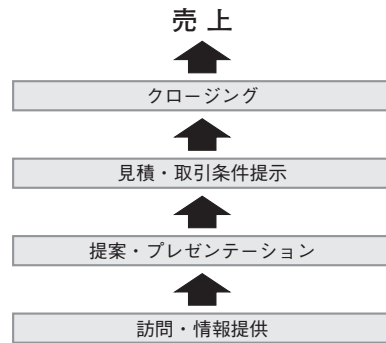 売上
クロージング
見積・取引条件提示
提案・プレゼンテーション
訪問・情報提供